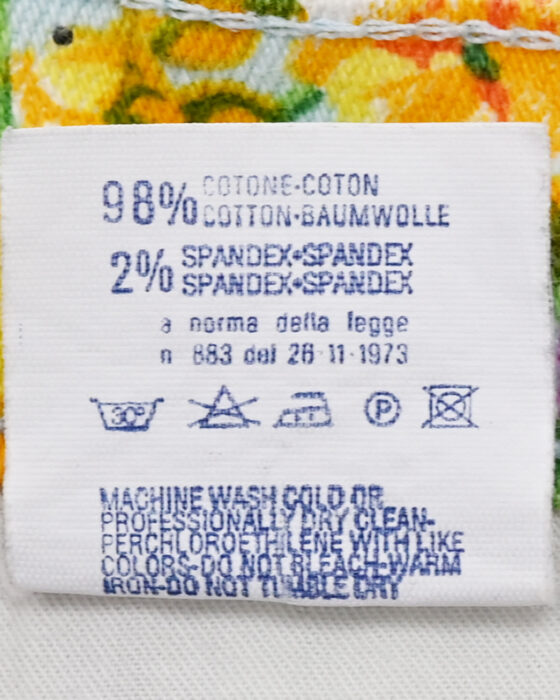 98% COTONE•COTON
COTTON•BAUMWOLLE
2% SPANDEX•SPANDEX
SPANDEX•SPANDEX
a norma della legge
n 883 del 26·11·1973
30°
P
MACHINE WASH COLD OR
PROFESSIONALLY DRY CLEAN-
PERCHLOROETHILENE WITH LIKE
COLORS-DO NOT BLEACH-WARM
IRON-DO NOT TUMBLE DRY